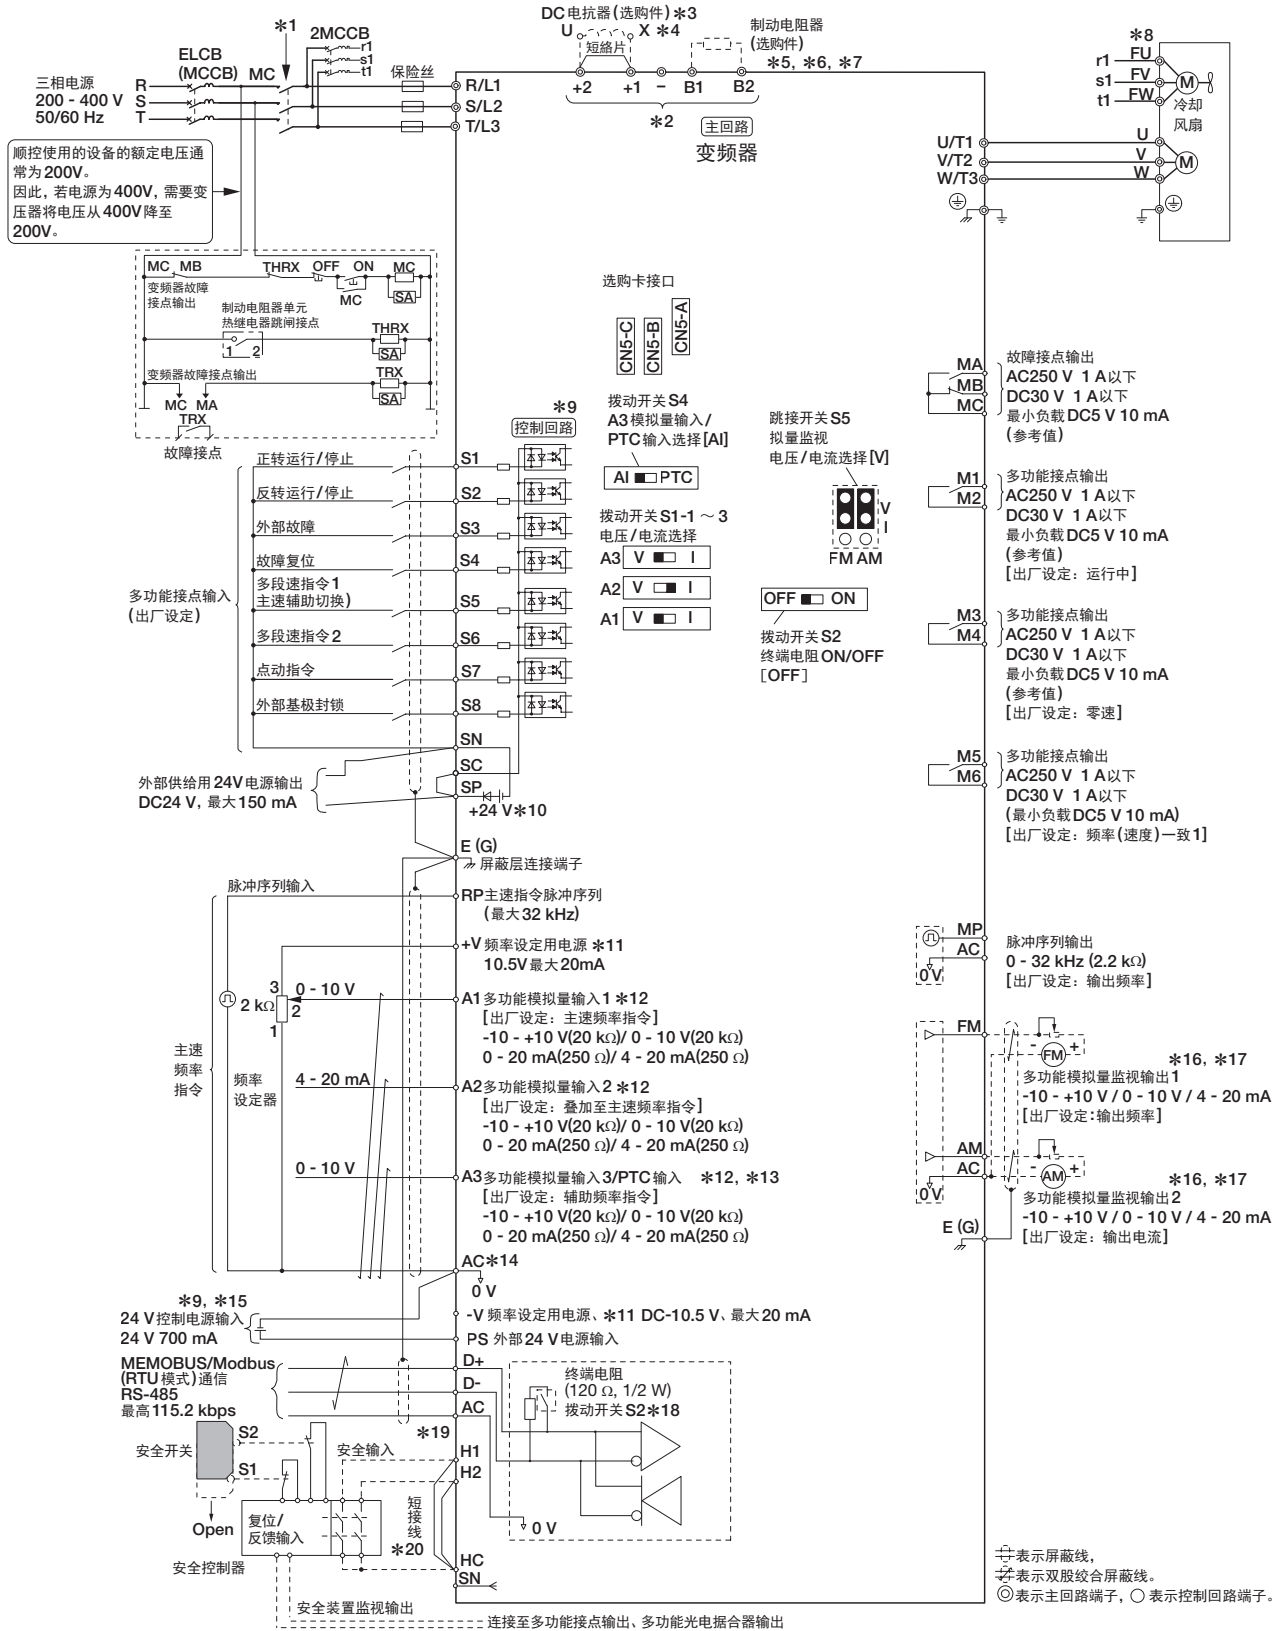 *1
2MCCB
r1
s1
t1
ELCB
(MCCB)
MC
三相电源
200 - 400 V
50/60 Hz
R
S
T
保险丝
R/L1
S/L2
T/L3
DC电抗器(选购件)*3
U
X
*4
短络片
制动电阻器
(选购件)
*5, *6, *7
+2
+1
−
B1
B2
*2
主回路
变频器
*8
r1
FU
s1
FV
t1
FW
M
冷却
风扇
U/T1
V/T2
W/T3
U
V
W
M
顺控使用的设备的额定电压通
常为200V。
因此, 若电源为400V, 需要变
压器将电压从400V降至
200V。
MC
MB
THRX
OFF
ON
MC
变频器故障
接点输出
MC
SA
制动电阻器单元
热继电器跳闸接点
1
2
THRX
SA
变频器故障接点输出
TRX
MC
MA
SA
TRX
故障接点
选购卡接口
CN5-C
CN5-B
CN5-A
拨动开关S4
A3模拟量输入/
PTC输入选择[AI]
AI
PTC
拨动开关S1-1 ～ 3
电压/电流选择
A3
V
I
A2
V
I
A1
V
I
跳接开关S5
拟量监视
电压/电流选择[V]
V
I
FM AM
OFF
ON
拨动开关S2
终端电阻ON/OFF
[OFF]
*9
控制回路
多功能接点输入
(出厂设定)
正转运行/停止
S1
反转运行/停止
S2
外部故障
S3
故障复位
S4
多段速指令1
主速辅助切换)
S5
多段速指令2
S6
点动指令
S7
外部基极封锁
S8
SN
SC
SP
外部供给用24V电源输出
DC24 V, 最大150 mA
+24 V*10
E (G)
屏蔽层连接端子
MA
MB
MC
故障接点输出
AC250 V 1 A以下
DC30 V 1 A以下
最小负载DC5 V 10 mA
(参考值)
M1
M2
多功能接点输出
AC250 V 1 A以下
DC30 V 1 A以下
最小负载DC5 V 10 mA
(参考值)
[出厂设定：运行中]
M3
M4
多功能接点输出
AC250 V 1 A以下
DC30 V 1 A以下
最小负载DC5 V 10 mA
(参考值)
[出厂设定：零速]
M5
M6
多功能接点输出
AC250 V 1 A以下
DC30 V 1 A以下
(最小负载DC5 V 10 mA)
[出厂设定：频率(速度)一致1]
脉冲序列输入
RP主速指令脉冲序列
(最大32 kHz)
+V 频率设定用电源 *11
10.5V最大20mA
主速
频率
指令
3
2 kΩ
2
1
0 - 10 V
频率
设定器
A1多功能模拟量输入1 *12
[出厂设定：主速频率指令]
-10 - +10 V(20 kΩ)/ 0 - 10 V(20 kΩ)
0 - 20 mA(250 Ω)/ 4 - 20 mA(250 Ω)
4 - 20 mA
A2多功能模拟量输入2 *12
[出厂设定：叠加至主速频率指令]
-10 - +10 V(20 kΩ)/ 0 - 10 V(20 kΩ)
0 - 20 mA(250 Ω)/ 4 - 20 mA(250 Ω)
0 - 10 V
A3多功能模拟量输入3/PTC输入 *12, *13
[出厂设定：辅助频率指令]
-10 - +10 V(20 kΩ)/ 0 - 10 V(20 kΩ)
0 - 20 mA(250 Ω)/ 4 - 20 mA(250 Ω)
AC*14
0 V
*9, *15
24 V控制电源输入
24 V 700 mA
-V 频率设定用电源、*11 DC-10.5 V、最大20 mA
PS 外部24 V电源输入
MP
AC
0V
脉冲序列输出
0 - 32 kHz (2.2 kΩ)
[出厂设定：输出频率]
FM
-
FM
+
*16, *17
多功能模拟量监视输出1
-10 - +10 V / 0 - 10 V / 4 - 20 mA
[出厂设定:输出频率]
AM
AC
0V
-
AM
+
*16, *17
多功能模拟量监视输出2
-10 - +10 V / 0 - 10 V / 4 - 20 mA
[出厂设定：输出电流]
E (G)
MEMOBUS/Modbus
(RTU模式)通信
RS-485
最高115.2 kbps
D+
D-
AC
*19
终端电阻
(120 Ω, 1/2 W)
拨动开关S2*18
0 V
安全开关
S2
S1
Open
安全输入
H1
H2
短
接
线
*20
复位/
反馈输入
安全控制器
HC
SN
安全装置监视输出
连接至多功能接点输出、多功能光电据合器输出
表示屏蔽线,
表示双股绞合屏蔽线。
◎表示主回路端子, ○表示控制回路端子。